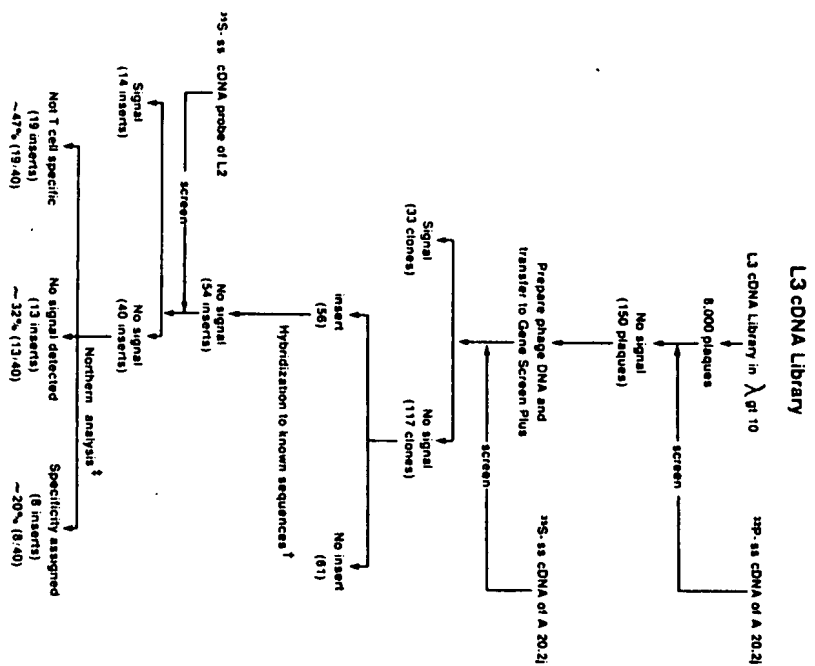 L3 cDNA Library
L3 cDNA Library in λ gt 10
8,000 plaques
³²P-ss cDNA of A 20.2j
screen
No signal
(150 plaques)
Prepare phage DNA and
transfer to Gene Screen Plus
³⁵S-ss cDNA of A 20.2j
screen
Signal
(33 clones)
No signal
(117 clones)
insert
(56)
No insert
(61)
Hybridization to known sequences†
No signal
(54 inserts)
³⁵S-ss cDNA probe of L2
screen
Signal
(14 inserts)
No signal
(40 inserts)
Northern analysis‡
Not T cell specific
(19 inserts)
~47% (19/40)
No signal detected
(13 inserts)
~32% (13/40)
Specificity assigned
(8 inserts)
~20% (8/40)